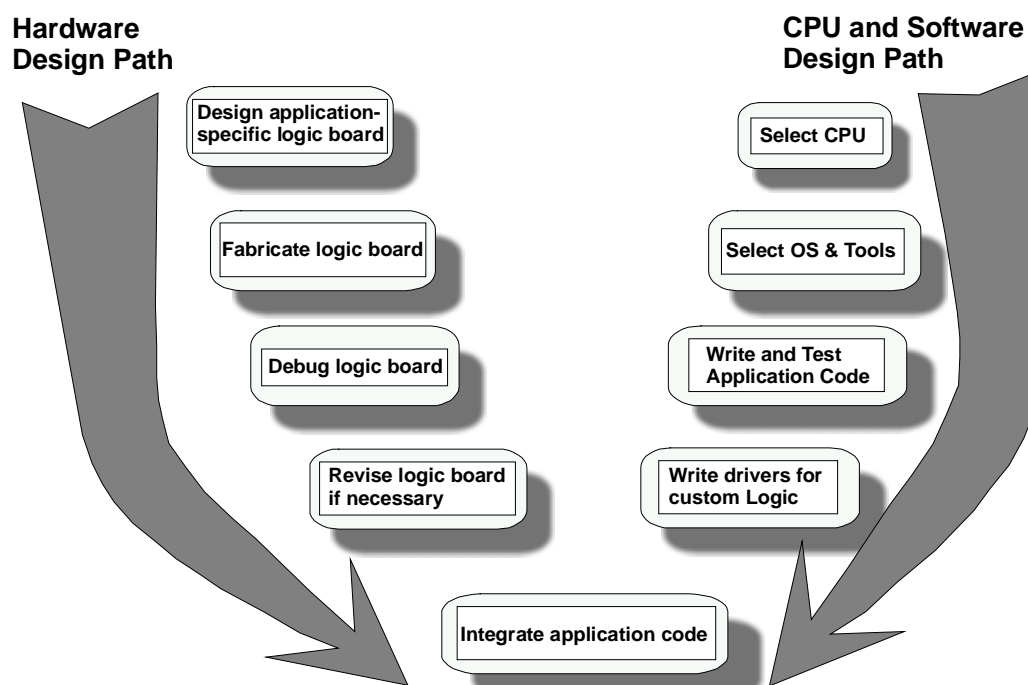 Hardware
Design Path
CPU and Software
Design Path
Design application-
specific logic board
Fabricate logic board
Debug logic board
Revise logic board
if necessary
Select CPU
Select OS & Tools
Write and Test
Application Code
Write drivers for
custom Logic
Integrate application code